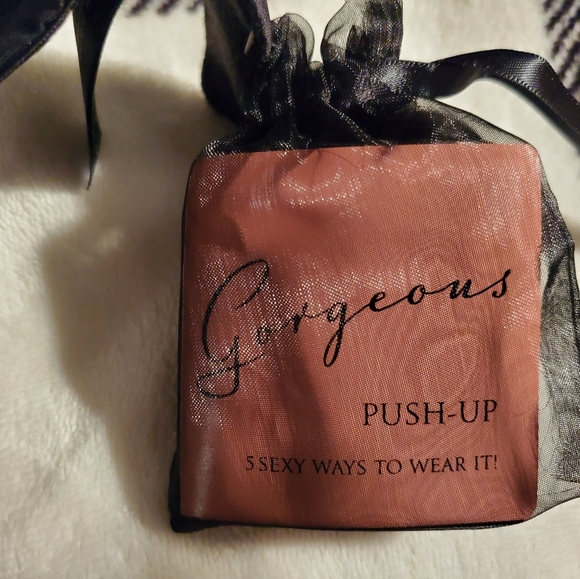 Gorgeous
PUSH-UP
5 SEXY WAYS TO WEAR IT!